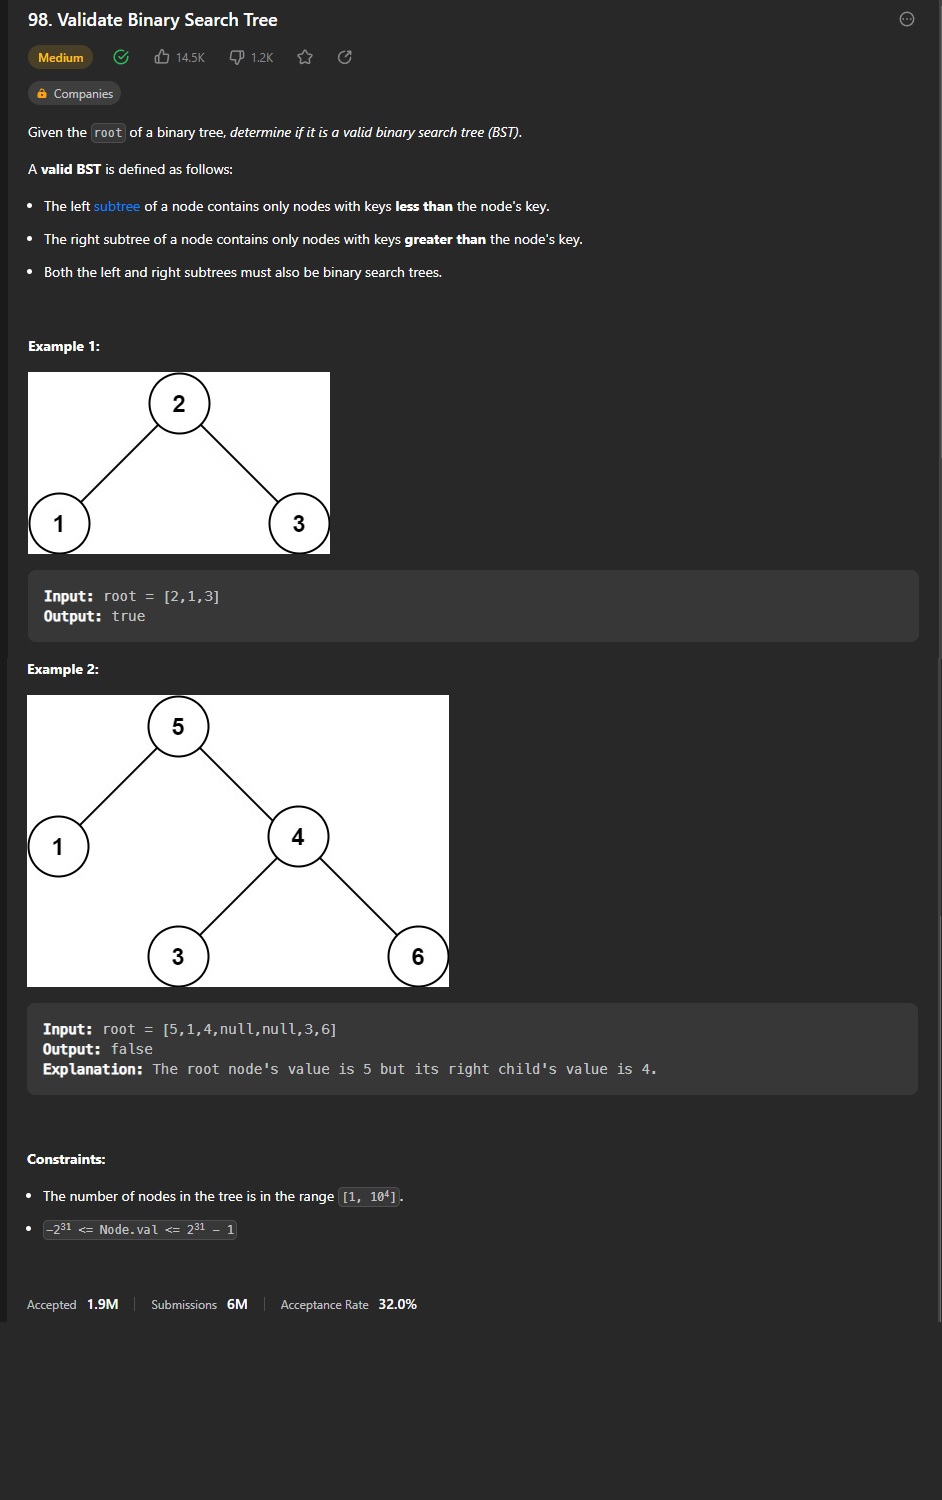 98. Validate Binary Search Tree
Medium 14.5K 1.2K
Companies
Given the root of a binary tree, determine if it is a valid binary search tree (BST).
A valid BST is defined as follows:
• The left subtree of a node contains only nodes with keys less than the node's key.
• The right subtree of a node contains only nodes with keys greater than the node's key.
• Both the left and right subtrees must also be binary search trees.
Example 1:
2
1 3
Input: root = [2,1,3]
Output: true
Example 2:
5
1 4
3 6
Input: root = [5,1,4,null,null,3,6]
Output: false
Explanation: The root node's value is 5 but its right child's value is 4.
Constraints:
• The number of nodes in the tree is in the range [1, 10⁴].
• -2³¹ <= Node.val <= 2³¹ - 1
Accepted 1.9M Submissions 6M Acceptance Rate 32.0%